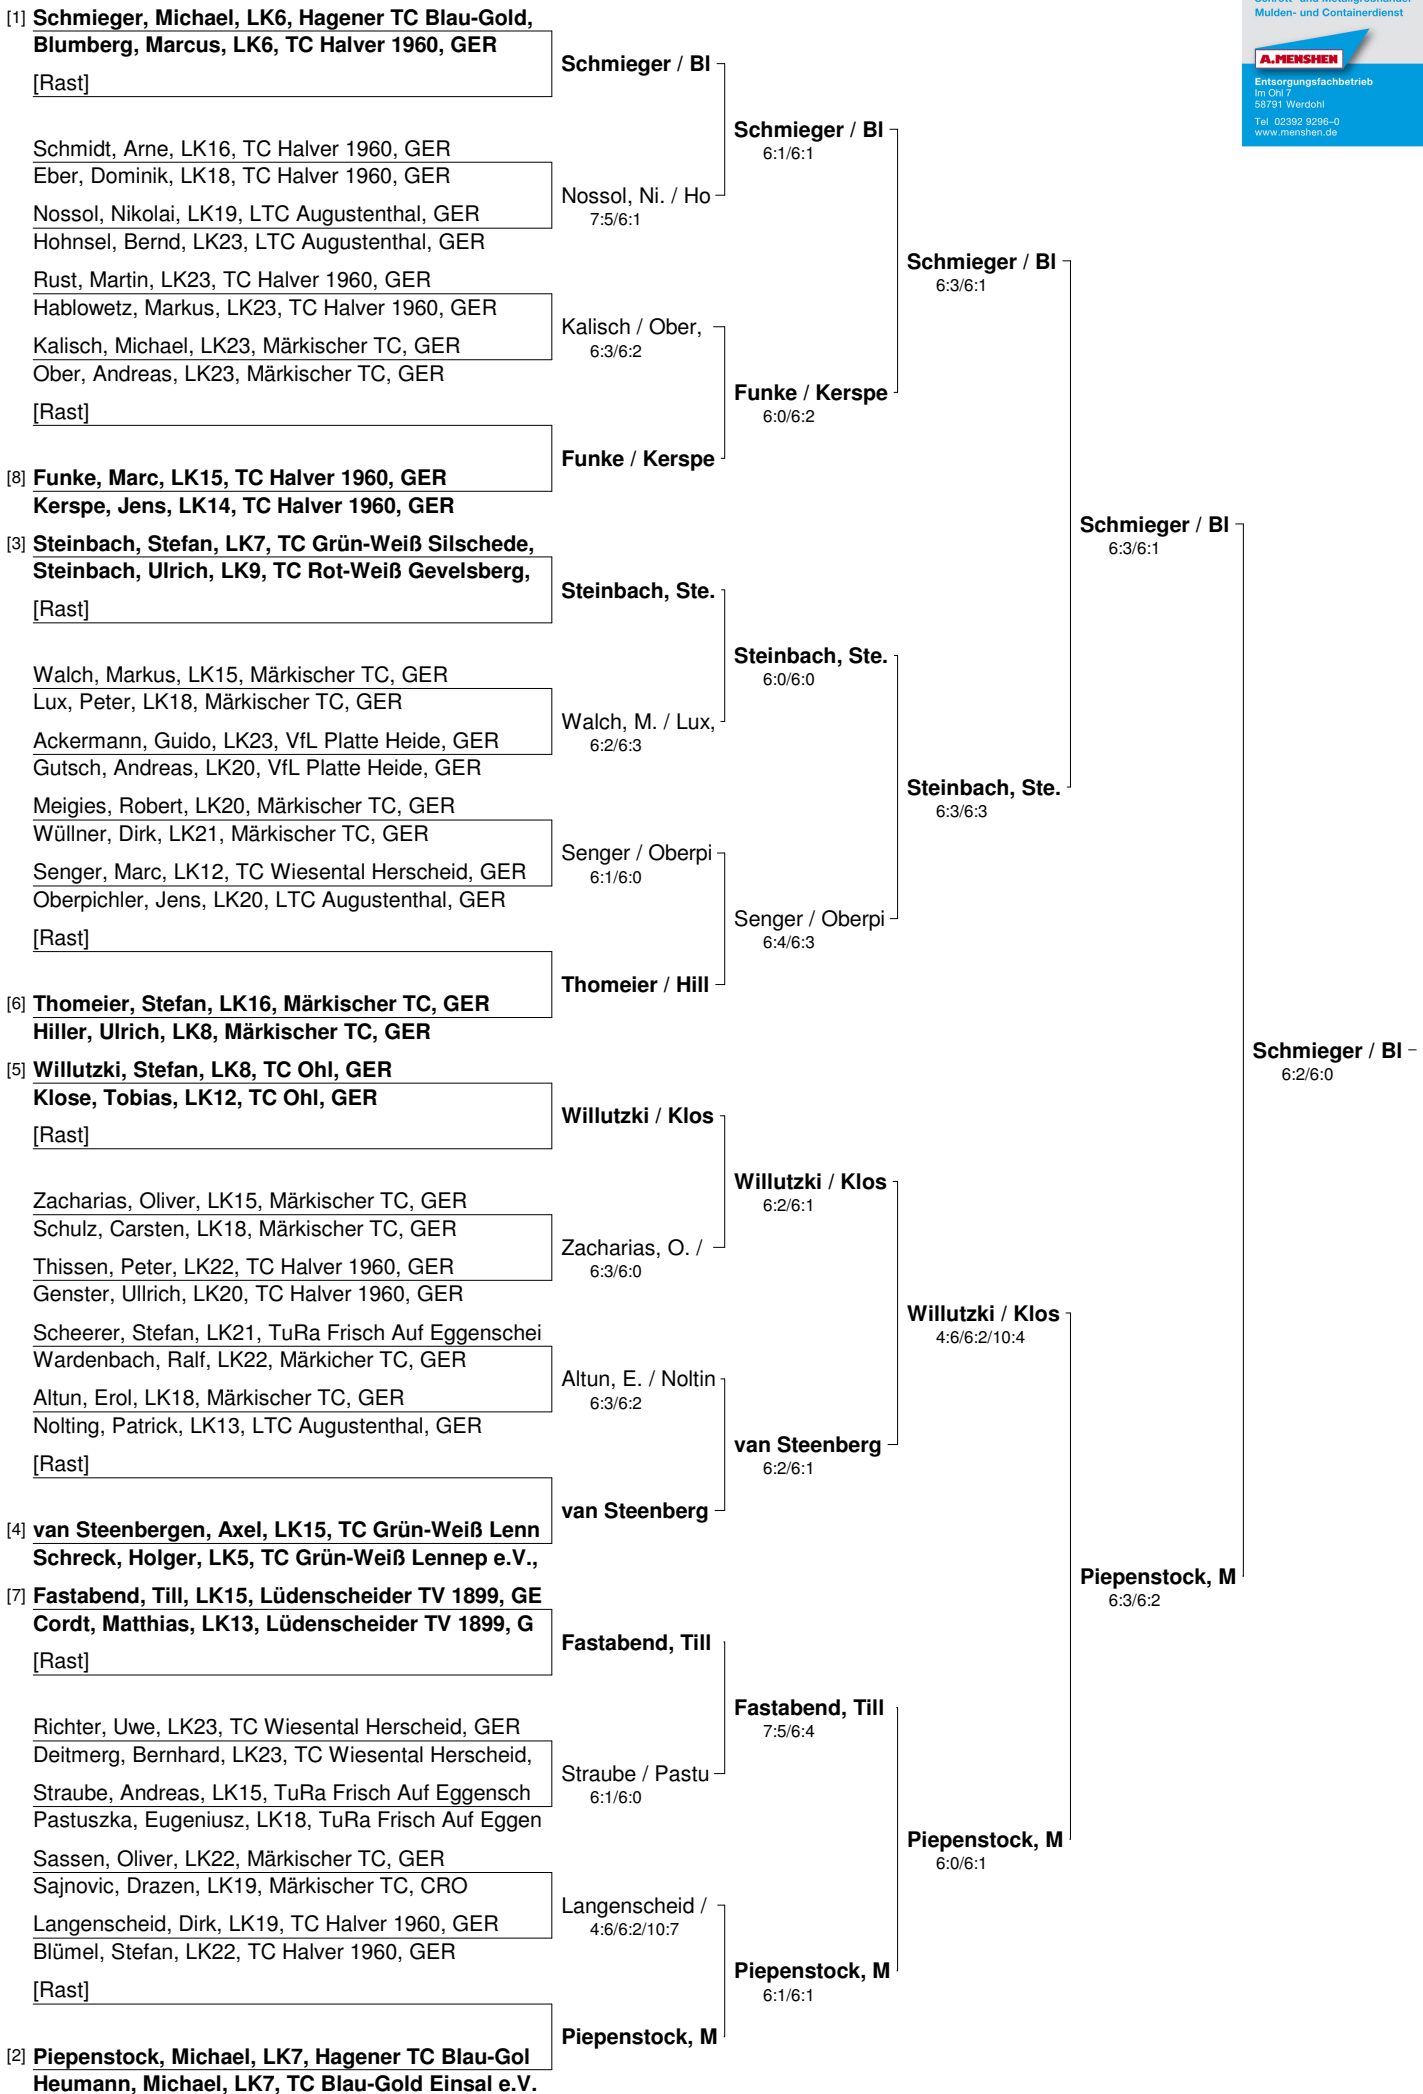 Mulden- und Containerdienst
A.MENSHEN
Entsorgungsfachbetrieb
Im Ohl 7
58791 Werdohl
Tel 02392 9296–0
www.menshen.de
[1] Schmieger, Michael, LK6, Hagener TC Blau-Gold,
Blumberg, Marcus, LK6, TC Halver 1960, GER
[Rast]
Schmidt, Arne, LK16, TC Halver 1960, GER
Eber, Dominik, LK18, TC Halver 1960, GER
Nossol, Nikolai, LK19, LTC Augustenthal, GER
Hohnsel, Bernd, LK23, LTC Augustenthal, GER
Rust, Martin, LK23, TC Halver 1960, GER
Hablowetz, Markus, LK23, TC Halver 1960, GER
Kalisch, Michael, LK23, Märkischer TC, GER
Ober, Andreas, LK23, Märkischer TC, GER
[Rast]
[8] Funke, Marc, LK15, TC Halver 1960, GER
Kerspe, Jens, LK14, TC Halver 1960, GER
[3] Steinbach, Stefan, LK7, TC Grün-Weiß Silschede,
Steinbach, Ulrich, LK9, TC Rot-Weiß Gevelsberg,
[Rast]
Walch, Markus, LK15, Märkischer TC, GER
Lux, Peter, LK18, Märkischer TC, GER
Ackermann, Guido, LK23, VfL Platte Heide, GER
Gutsch, Andreas, LK20, VfL Platte Heide, GER
Meigies, Robert, LK20, Märkischer TC, GER
Wüllner, Dirk, LK21, Märkischer TC, GER
Senger, Marc, LK12, TC Wiesental Herscheid, GER
Oberpichler, Jens, LK20, LTC Augustenthal, GER
[Rast]
[6] Thomeier, Stefan, LK16, Märkischer TC, GER
Hiller, Ulrich, LK8, Märkischer TC, GER
[5] Willutzki, Stefan, LK8, TC Ohl, GER
Klose, Tobias, LK12, TC Ohl, GER
[Rast]
Zacharias, Oliver, LK15, Märkischer TC, GER
Schulz, Carsten, LK18, Märkischer TC, GER
Thissen, Peter, LK22, TC Halver 1960, GER
Genster, Ullrich, LK20, TC Halver 1960, GER
Scheerer, Stefan, LK21, TuRa Frisch Auf Eggenschei
Wardenbach, Ralf, LK22, Märkicher TC, GER
Altun, Erol, LK18, Märkischer TC, GER
Nolting, Patrick, LK13, LTC Augustenthal, GER
[Rast]
[4] van Steenbergen, Axel, LK15, TC Grün-Weiß Lenn
Schreck, Holger, LK5, TC Grün-Weiß Lennep e.V.,
[7] Fastabend, Till, LK15, Lüdenscheider TV 1899, GE
Cordt, Matthias, LK13, Lüdenscheider TV 1899, G
[Rast]
Richter, Uwe, LK23, TC Wiesental Herscheid, GER
Deitmerg, Bernhard, LK23, TC Wiesental Herscheid,
Straube, Andreas, LK15, TuRa Frisch Auf Eggensch
Pastuszka, Eugeniusz, LK18, TuRa Frisch Auf Eggen
Sassen, Oliver, LK22, Märkischer TC, GER
Sajnovic, Drazen, LK19, Märkischer TC, CRO
Langenscheid, Dirk, LK19, TC Halver 1960, GER
Blümel, Stefan, LK22, TC Halver 1960, GER
[Rast]
[2] Piepenstock, Michael, LK7, Hagener TC Blau-Gol
Heumann, Michael, LK7, TC Blau-Gold Einsal e.V.
Schmieger / Bl
Nossol, Ni. / Ho
7:5/6:1
Kalisch / Ober,
6:3/6:2
Funke / Kerspe
Steinbach, Ste.
Walch, M. / Lux,
6:2/6:3
Senger / Oberpi
6:1/6:0
Thomeier / Hill
Willutzki / Klos
Zacharias, O. /
6:3/6:0
Altun, E. / Noltin
6:3/6:2
van Steenberg
Fastabend, Till
Straube / Pastu
6:1/6:0
Langenscheid /
4:6/6:2/10:7
Piepenstock, M
Schmieger / Bl
6:1/6:1
Funke / Kerspe
6:0/6:2
Steinbach, Ste.
6:0/6:0
Senger / Oberpi
6:4/6:3
Willutzki / Klos
6:2/6:1
van Steenberg
6:2/6:1
Fastabend, Till
7:5/6:4
Piepenstock, M
6:1/6:1
Schmieger / Bl
6:3/6:1
Steinbach, Ste.
6:3/6:3
Willutzki / Klos
4:6/6:2/10:4
Piepenstock, M
6:0/6:1
Schmieger / Bl
6:3/6:1
Piepenstock, M
6:3/6:2
Schmieger / Bl
6:2/6:0